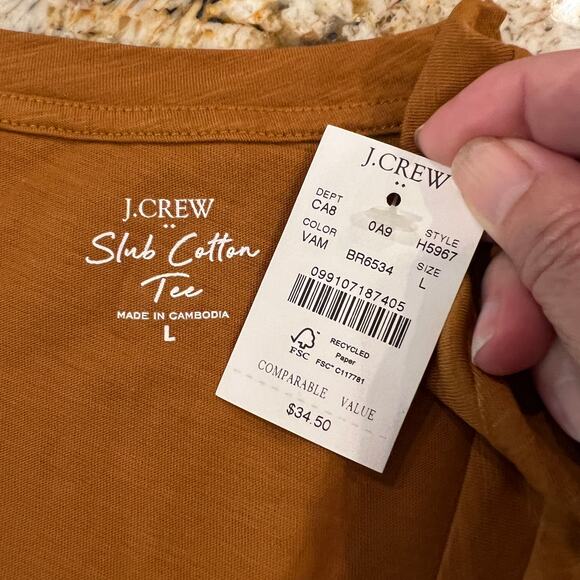 J.CREW
Slub Cotton
Tee
MADE IN CAMBODIA
L
J.CREW
DEPT
CA8
0A9
STYLE
H5967
COLOR
VAM
BR6534
SIZE
L
099107187405
FSC
RECYCLED
Paper
FSC® C117781
COMPARABLE VALUE
$34.50